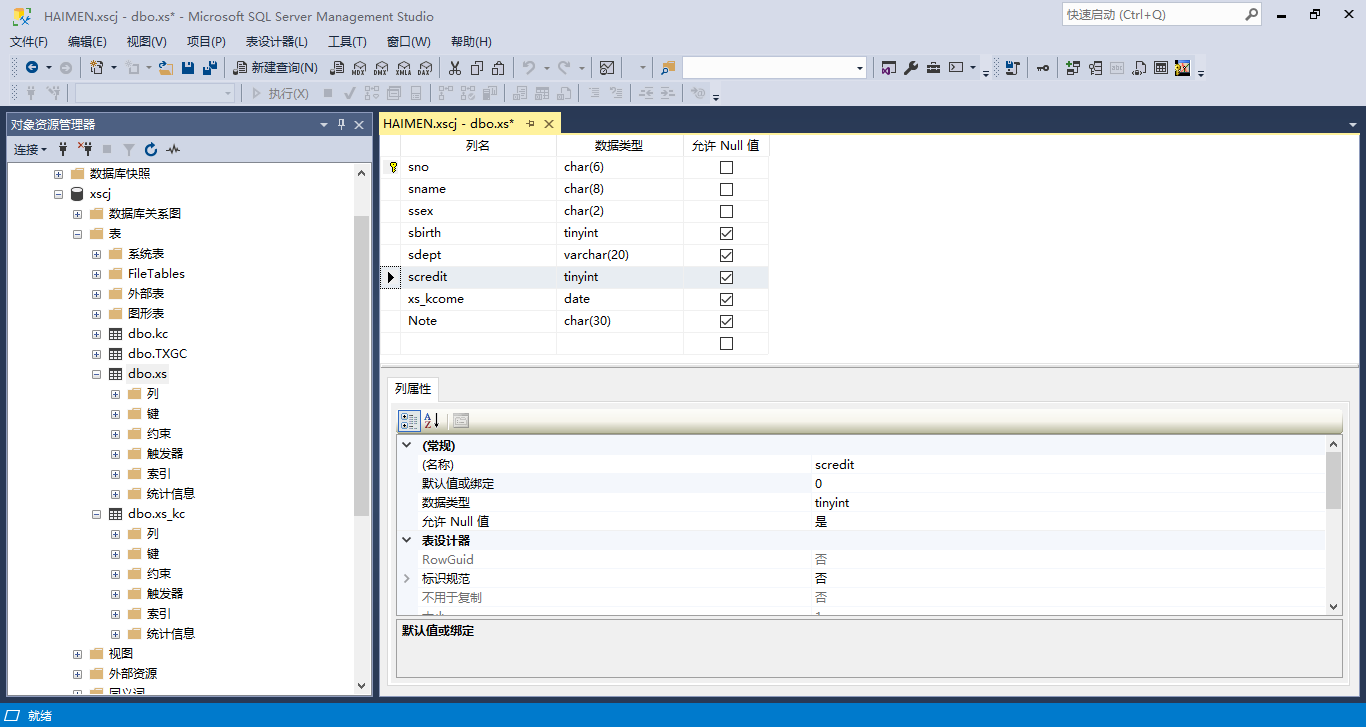 HAIMEN.xscj - dbo.xs* - Microsoft SQL Server Management Studio
快速启动 (Ctrl+Q)
文件(F) 编辑(E) 视图(V) 项目(P) 表设计器(L) 工具(T) 窗口(W) 帮助(H)
新建查询(N) MDX DMX XMLA DAX
执行(X)
对象资源管理器
连接
数据库快照
xscj
数据库关系图
表
系统表
FileTables
外部表
图形表
dbo.kc
dbo.TXGC
dbo.xs
列
键
约束
触发器
索引
统计信息
dbo.xs_kc
列
键
约束
触发器
索引
统计信息
视图
外部资源
同义词
HAIMEN.xscj - dbo.xs*
列名 数据类型 允许 Null 值
sno char(6)
sname char(8)
ssex char(2)
sbirth tinyint
sdept varchar(20)
scredit tinyint
xs_kcome date
Note char(30)
列属性
(常规)
(名称) scredit
默认值或绑定 0
数据类型 tinyint
允许 Null 值 是
表设计器
RowGuid 否
标识规范 否
不用于复制 否
大小 1
默认值或绑定
就绪